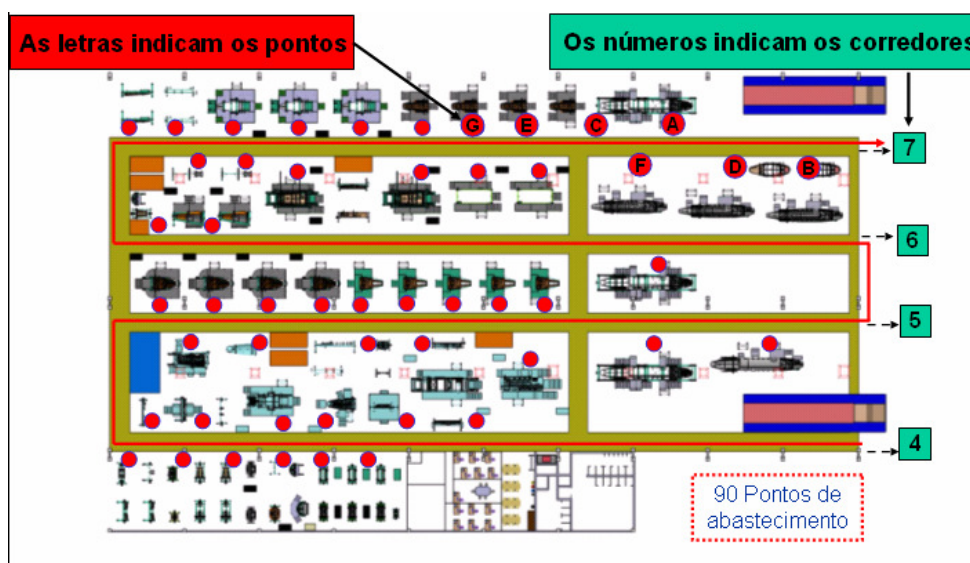 As letras indicam os pontos
Os números indicam os corredores
G
E
C
A
7
F
D
B
6
5
4
90 Pontos de
abastecimento